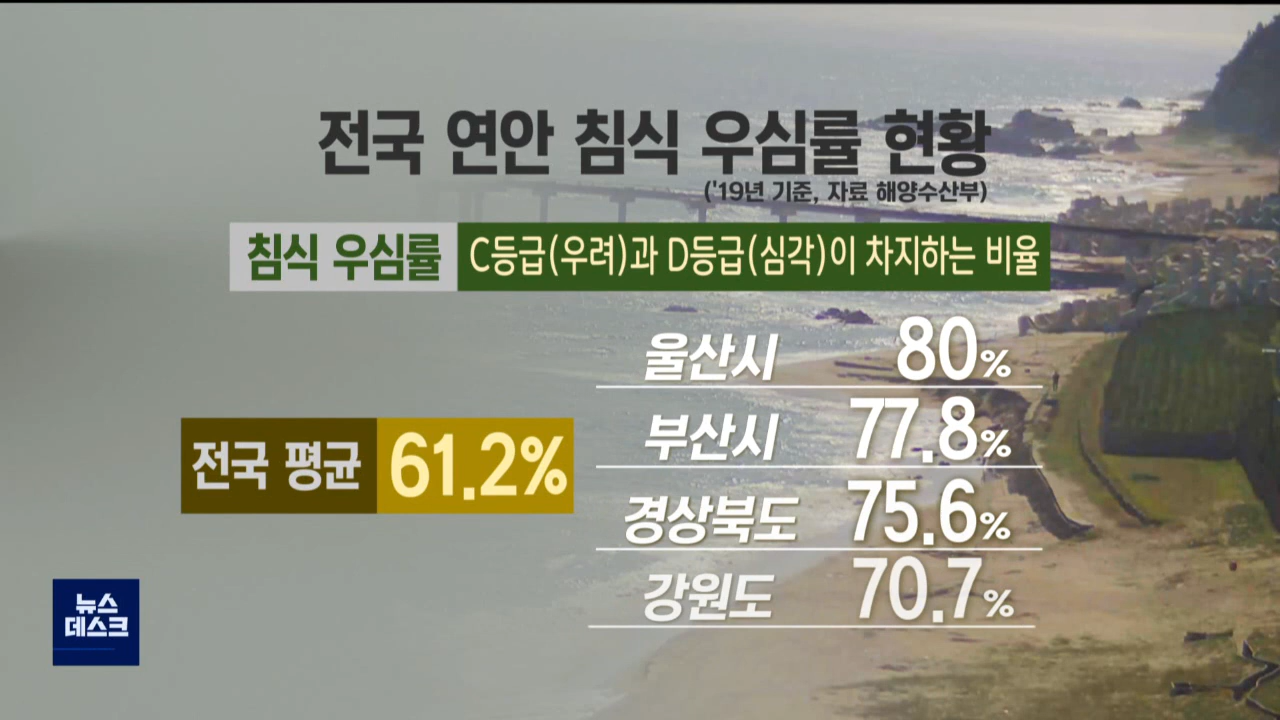 전국 연안 침식 우심률 현황
('19년 기준, 자료 해양수산부)
침식 우심률 C등급(우려)과 D등급(심각)이 차지하는 비율
전국 평균 61.2%
울산시 80%
부산시 77.8%
경상북도 75.6%
강원도 70.7%
뉴스
데스크